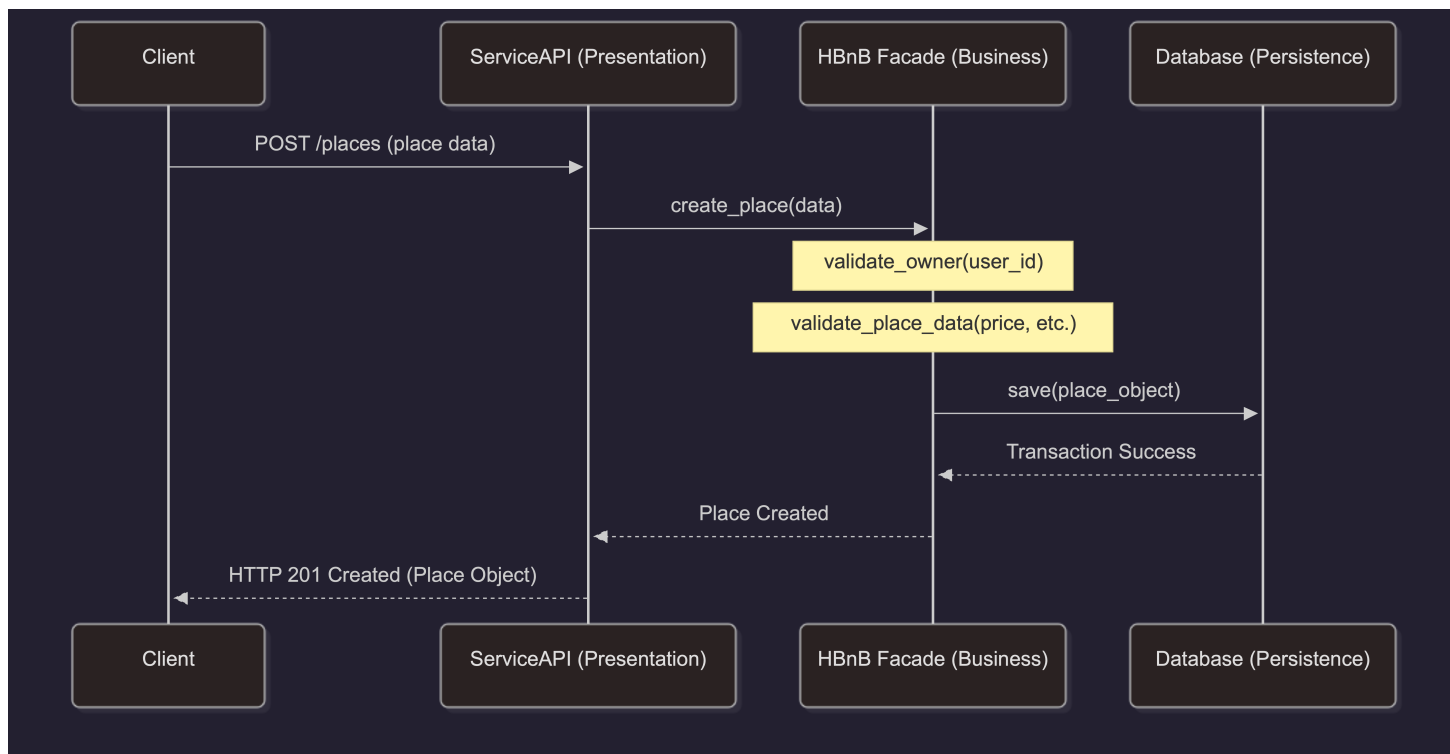 Client
ServiceAPI (Presentation)
HBnB Facade (Business)
Database (Persistence)
POST /places (place data)
create_place(data)
validate_owner(user_id)
validate_place_data(price, etc.)
save(place_object)
Transaction Success
Place Created
HTTP 201 Created (Place Object)
Client
ServiceAPI (Presentation)
HBnB Facade (Business)
Database (Persistence)